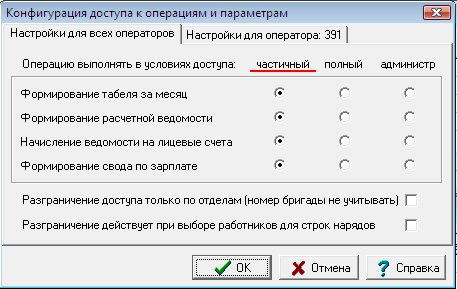 Конфигурация доступа к операциям и параметрам
Настройки для всех операторов Настройки для оператора: 391
Операцию выполнять в условиях доступа: частичный полный администр
Формирование табеля за месяц
Формирование расчетной ведомости
Начисление ведомости на лицевые счета
Формирование свода по зарплате
Разграничение доступа только по отделам (номер бригады не учитывать)
Разграничение действует при выборе работников для строк нарядов
OK Отмена ? Справка